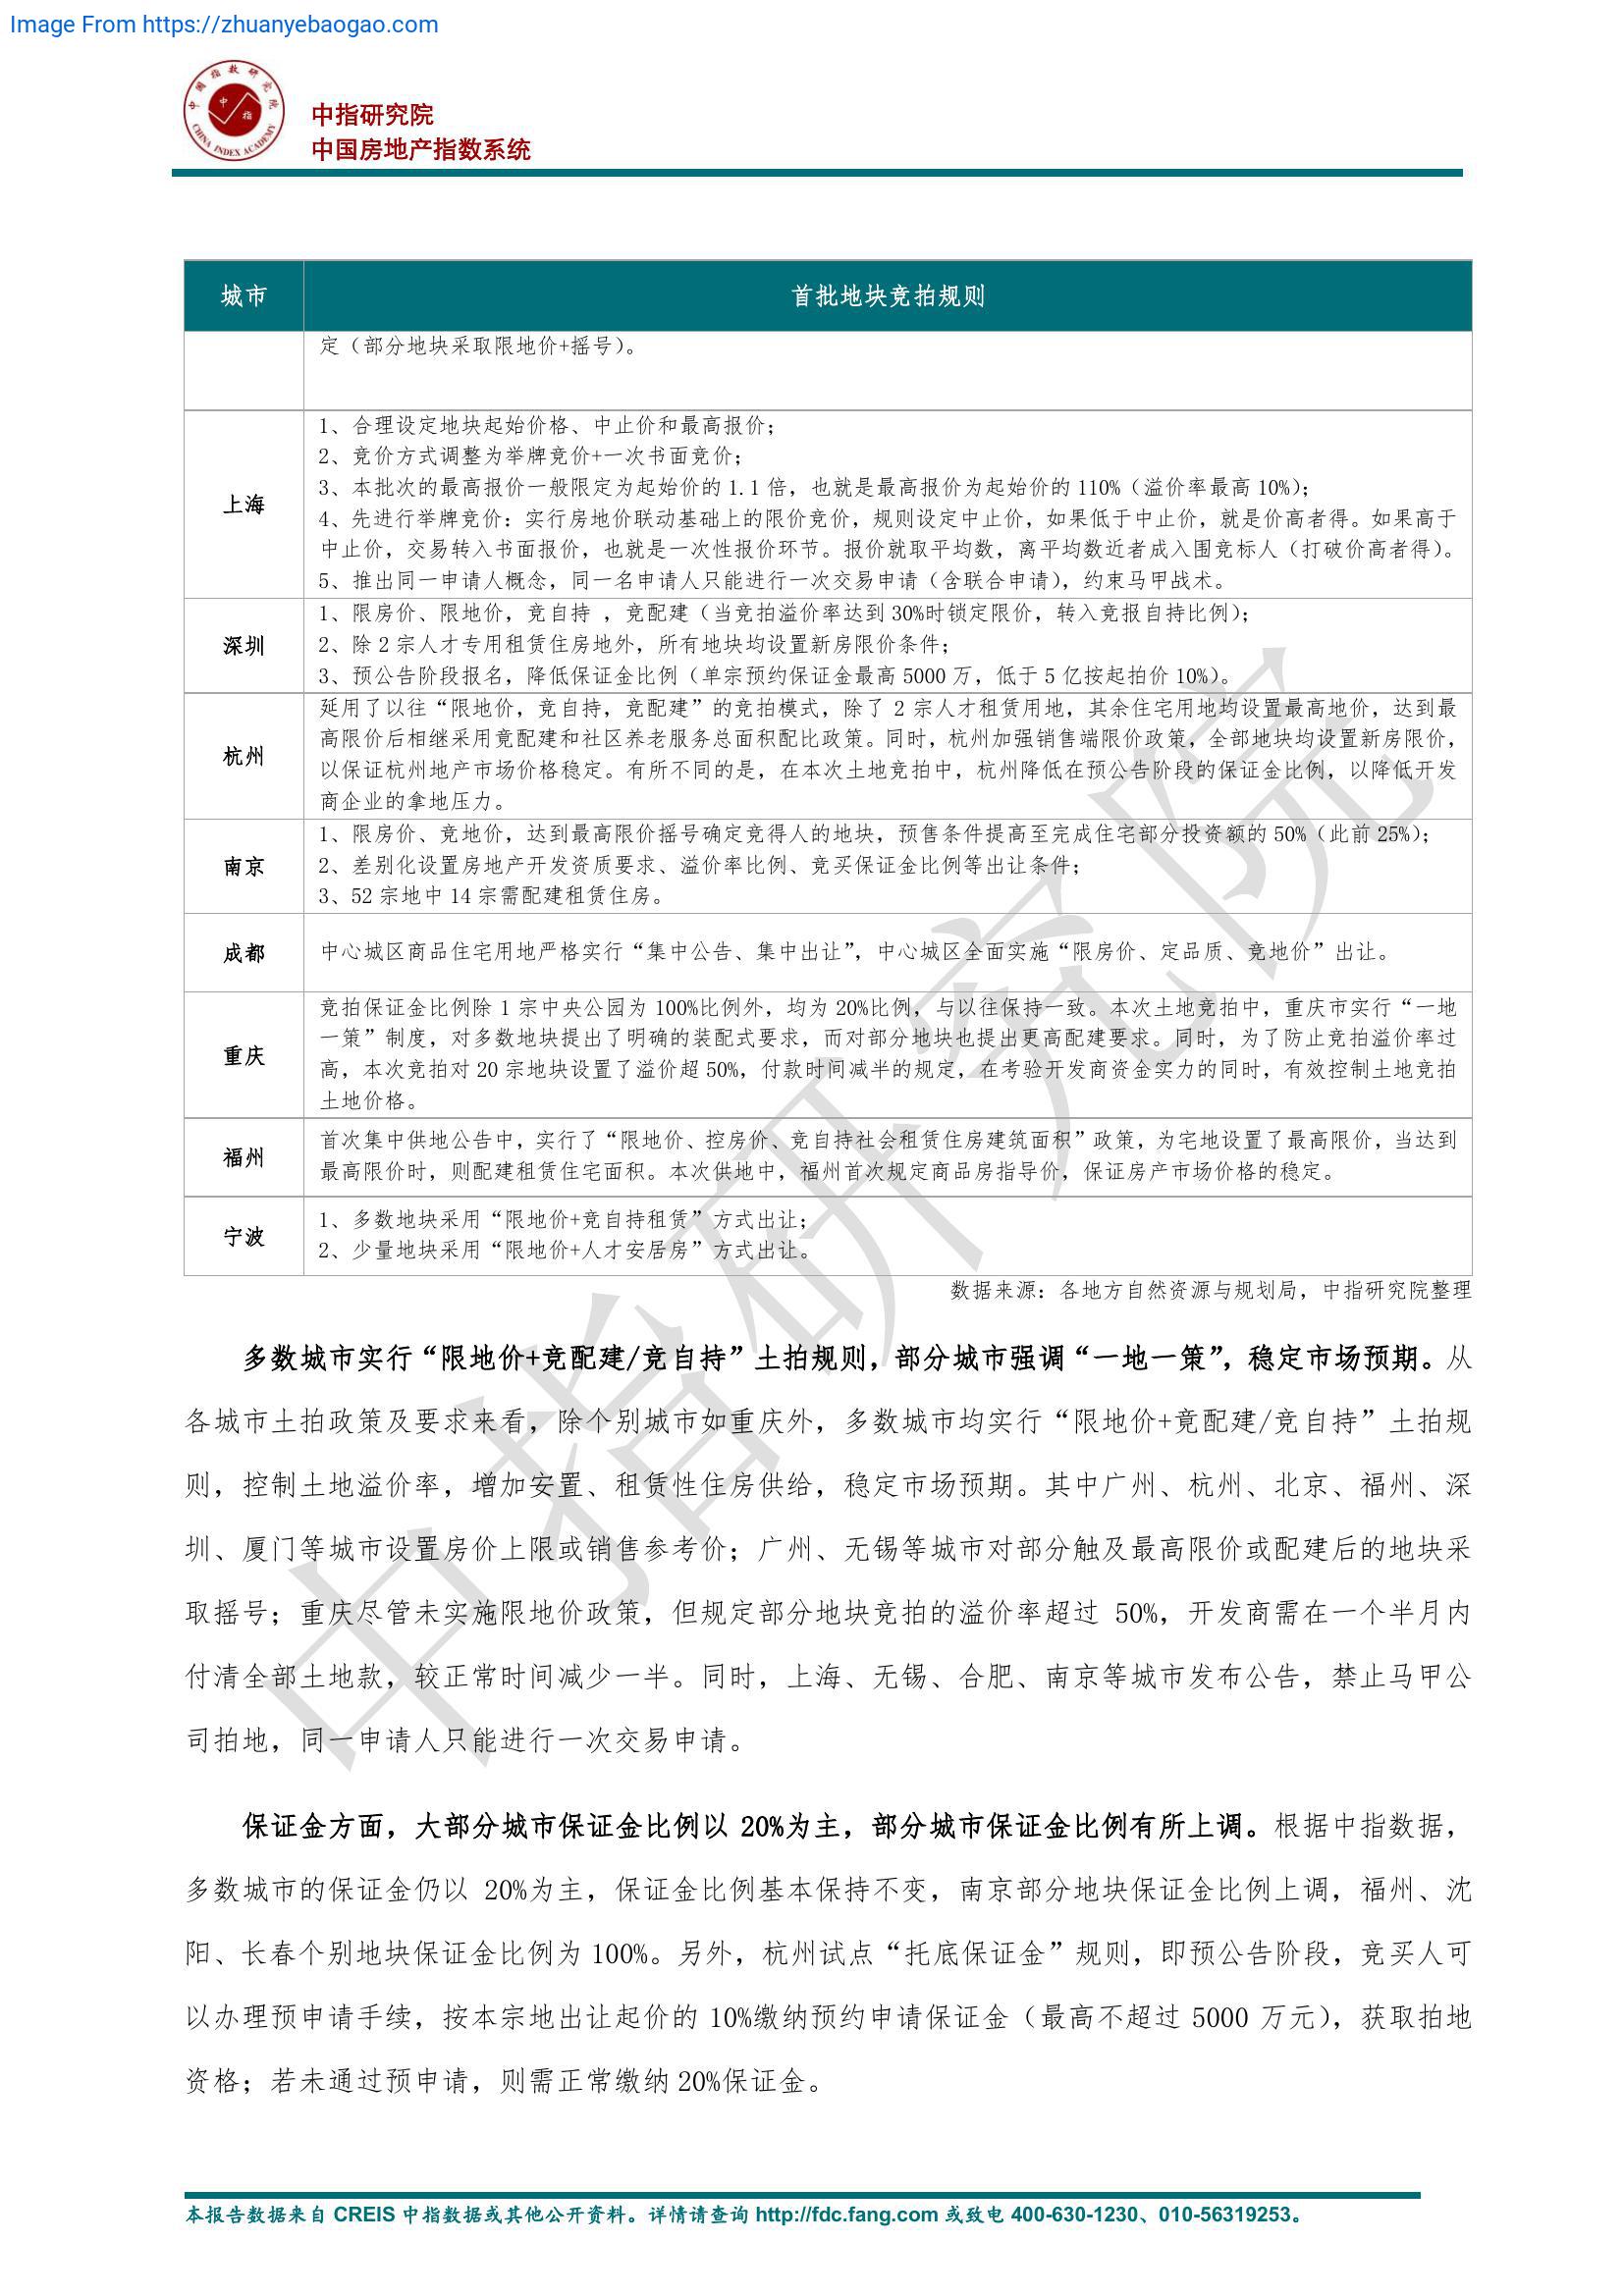 Image From https://zhuanyebaogao.com
中国指数研究院
中指
CHINA INDEX ACADEMY
中指研究院
中国房地产指数系统
城市 首批地块竞拍规则
定（部分地块采取限地价+摇号）。
上海
1、合理设定地块起始价格、中止价和最高报价；
2、竞价方式调整为举牌竞价+一次书面竞价；
3、本批次的最高报价一般限定为起始价的 1.1 倍，也就是最高报价为起始价的 110%（溢价率最高 10%）；
4、先进行举牌竞价：实行房地价联动基础上的限价竞价，规则设定中止价，如果低于中止价，就是价高者得。如果高于
中止价，交易转入书面报价，也就是一次性报价环节。报价就取平均数，离平均数近者成入围竞标人（打破价高者得）。
5、推出同一申请人概念，同一名申请人只能进行一次交易申请（含联合申请），约束马甲战术。
深圳
1、限房价、限地价，竞自持 ，竞配建（当竞拍溢价率达到 30%时锁定限价，转入竞报自持比例）；
2、除 2 宗人才专用租赁住房地外，所有地块均设置新房限价条件；
3、预公告阶段报名，降低保证金比例（单宗预约保证金最高 5000 万，低于 5 亿按起拍价 10%）。
杭州
延用了以往“限地价，竞自持，竞配建”的竞拍模式，除了 2 宗人才租赁用地，其余住宅用地均设置最高地价，达到最
高限价后相继采用竞配建和社区养老服务总面积配比政策。同时，杭州加强销售端限价政策，全部地块均设置新房限价，
以保证杭州地产市场价格稳定。有所不同的是，在本次土地竞拍中，杭州降低在预公告阶段的保证金比例，以降低开发
商企业的拿地压力。
南京
1、限房价、竞地价，达到最高限价摇号确定竞得人的地块，预售条件提高至完成住宅部分投资额的 50%（此前 25%）；
2、差别化设置房地产开发资质要求、溢价率比例、竞买保证金比例等出让条件；
3、52 宗地中 14 宗需配建租赁住房。
成都
中心城区商品住宅用地严格实行“集中公告、集中出让”，中心城区全面实施“限房价、定品质、竞地价”出让。
重庆
竞拍保证金比例除 1 宗中央公园为 100%比例外，均为 20%比例，与以往保持一致。本次土地竞拍中，重庆市实行“一地
一策”制度，对多数地块提出了明确的装配式要求，而对部分地块也提出更高配建要求。同时，为了防止竞拍溢价率过
高，本次竞拍对 20 宗地块设置了溢价超 50%，付款时间减半的规定，在考验开发商资金实力的同时，有效控制土地竞拍
土地价格。
福州
首次集中供地公告中，实行了“限地价、控房价、竞自持社会租赁住房建筑面积”政策，为宅地设置了最高限价，当达到
最高限价时，则配建租赁住宅面积。本次供地中，福州首次规定商品房指导价，保证房产市场价格的稳定。
宁波
1、多数地块采用“限地价+竞自持租赁”方式出让；
2、少量地块采用“限地价+人才安居房”方式出让。
数据来源：各地方自然资源与规划局，中指研究院整理
多数城市实行“限地价+竞配建/竞自持”土拍规则，部分城市强调“一地一策”，稳定市场预期。从
各城市土拍政策及要求来看，除个别城市如重庆外，多数城市均实行“限地价+竞配建/竞自持”土拍规
则，控制土地溢价率，增加安置、租赁性住房供给，稳定市场预期。其中广州、杭州、北京、福州、深
圳、厦门等城市设置房价上限或销售参考价；广州、无锡等城市对部分触及最高限价或配建后的地块采
取摇号；重庆尽管未实施限地价政策，但规定部分地块竞拍的溢价率超过 50%，开发商需在一个半月内
付清全部土地款，较正常时间减少一半。同时，上海、无锡、合肥、南京等城市发布公告，禁止马甲公
司拍地，同一申请人只能进行一次交易申请。
保证金方面，大部分城市保证金比例以 20%为主，部分城市保证金比例有所上调。根据中指数据，
多数城市的保证金仍以 20%为主，保证金比例基本保持不变，南京部分地块保证金比例上调，福州、沈
阳、长春个别地块保证金比例为 100%。另外，杭州试点“托底保证金”规则，即预公告阶段，竞买人可
以办理预申请手续，按本宗地出让起价的 10%缴纳预约申请保证金（最高不超过 5000 万元），获取拍地
资格；若未通过预申请，则需正常缴纳 20%保证金。
中指研究院
本报告数据来自 CREIS 中指数据或其他公开资料。详情请查询 http://fdc.fang.com 或致电 400-630-1230、010-56319253。